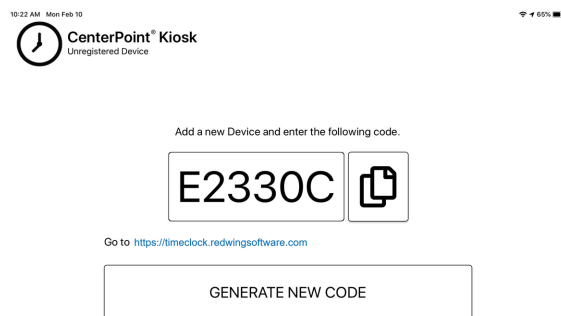 10:22 AM Mon Feb 10
65%
CenterPoint® Kiosk
Unregistered Device
Add a new Device and enter the following code.
E2330C
Go to https://timeclock.redwingsoftware.com
GENERATE NEW CODE